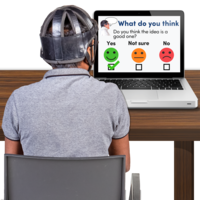 What do you think
Do you think the idea is a
good one?
Yes Not sure No